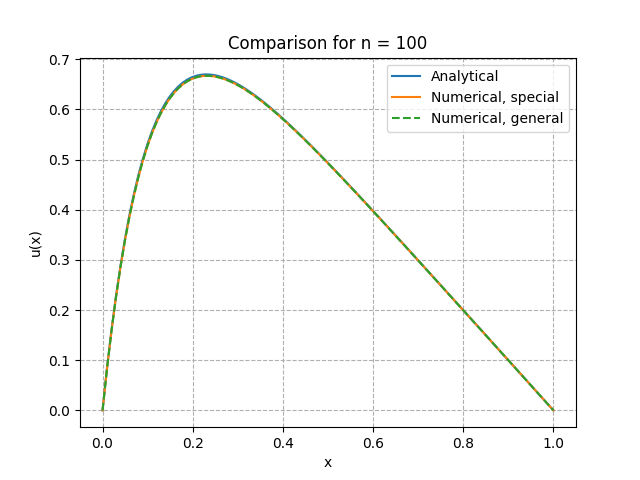 Comparison for n = 100
Analytical
Numerical, special
Numerical, general
u(x)
0.7
0.6
0.5
0.4
0.3
0.2
0.1
0.0
0.0 0.2 0.4 0.6 0.8 1.0
x